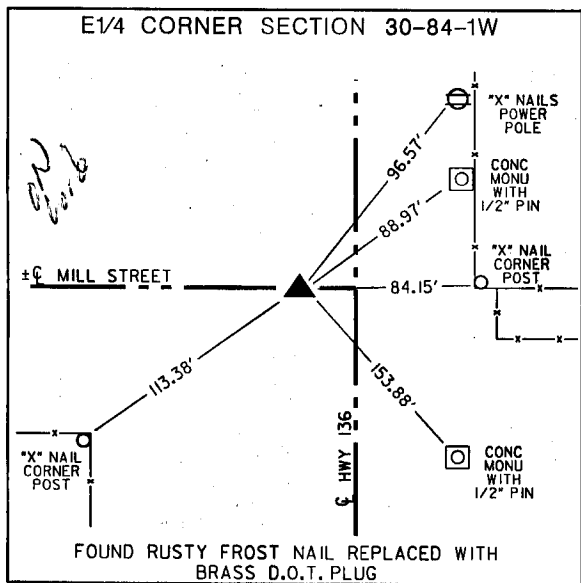 E1/4 CORNER SECTION 30-84-1W
"X" NAILS
POWER
POLE
96.57'
CONC
MONU
WITH
1/2" PIN
88.97'
±℄ MILL STREET
"X" NAIL
CORNER
POST
84.15'
113.38'
153.88'
℄ HWY 136
"X" NAIL
CORNER
POST
CONC
MONU
WITH
1/2" PIN
FOUND RUSTY FROST NAIL REPLACED WITH
BRASS D.O.T. PLUG